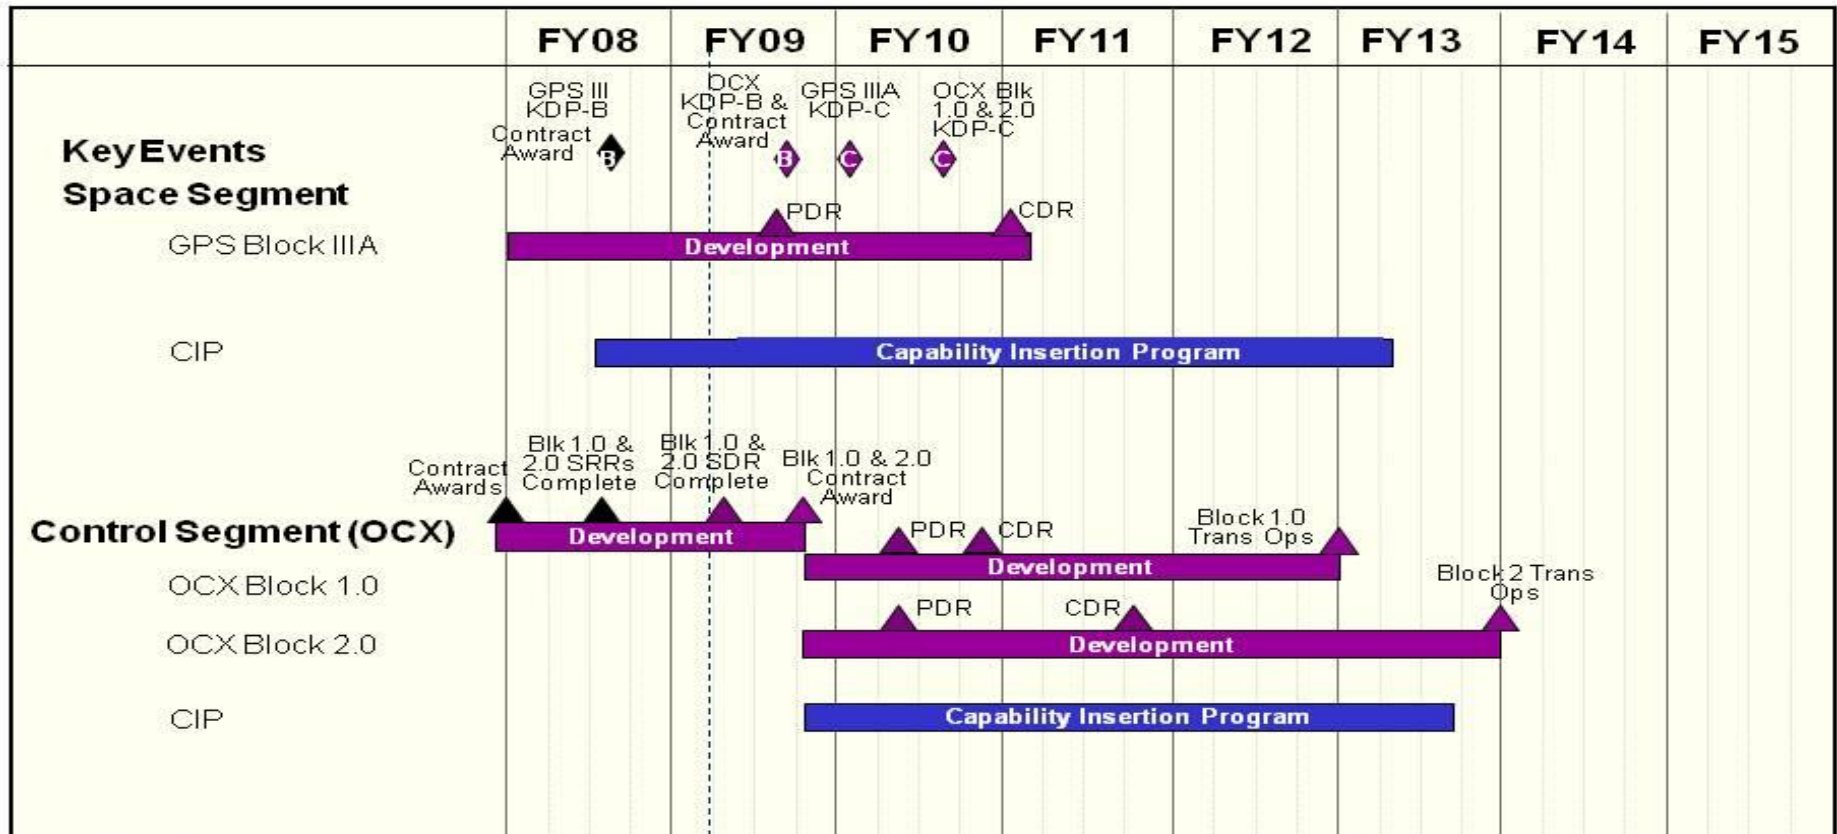 FY08 FY09 FY10 FY11 FY12 FY13 FY14 FY15
GPS III
KDP-B
Contract
Award
B
OCX
KDP-B &
Contract
Award
B
GPS IIIA
KDP-C
C
OCX Blk
1.0 & 2.0
KDP-C
C
Key Events
Space Segment
PDR
CDR
GPS Block IIIA
Development
CIP
Capability Insertion Program
Contract
Awards
Blk 1.0 &
2.0 SRRs
Complete
Blk 1.0 &
2.0 SDR
Complete
Blk 1.0 & 2.0
Contract
Award
Control Segment (OCX)
Development
PDR
CDR
Block 1.0
Trans Ops
Development
OCX Block 1.0
Block 2 Trans
Ops
PDR
CDR
OCX Block 2.0
Development
CIP
Capability Insertion Program